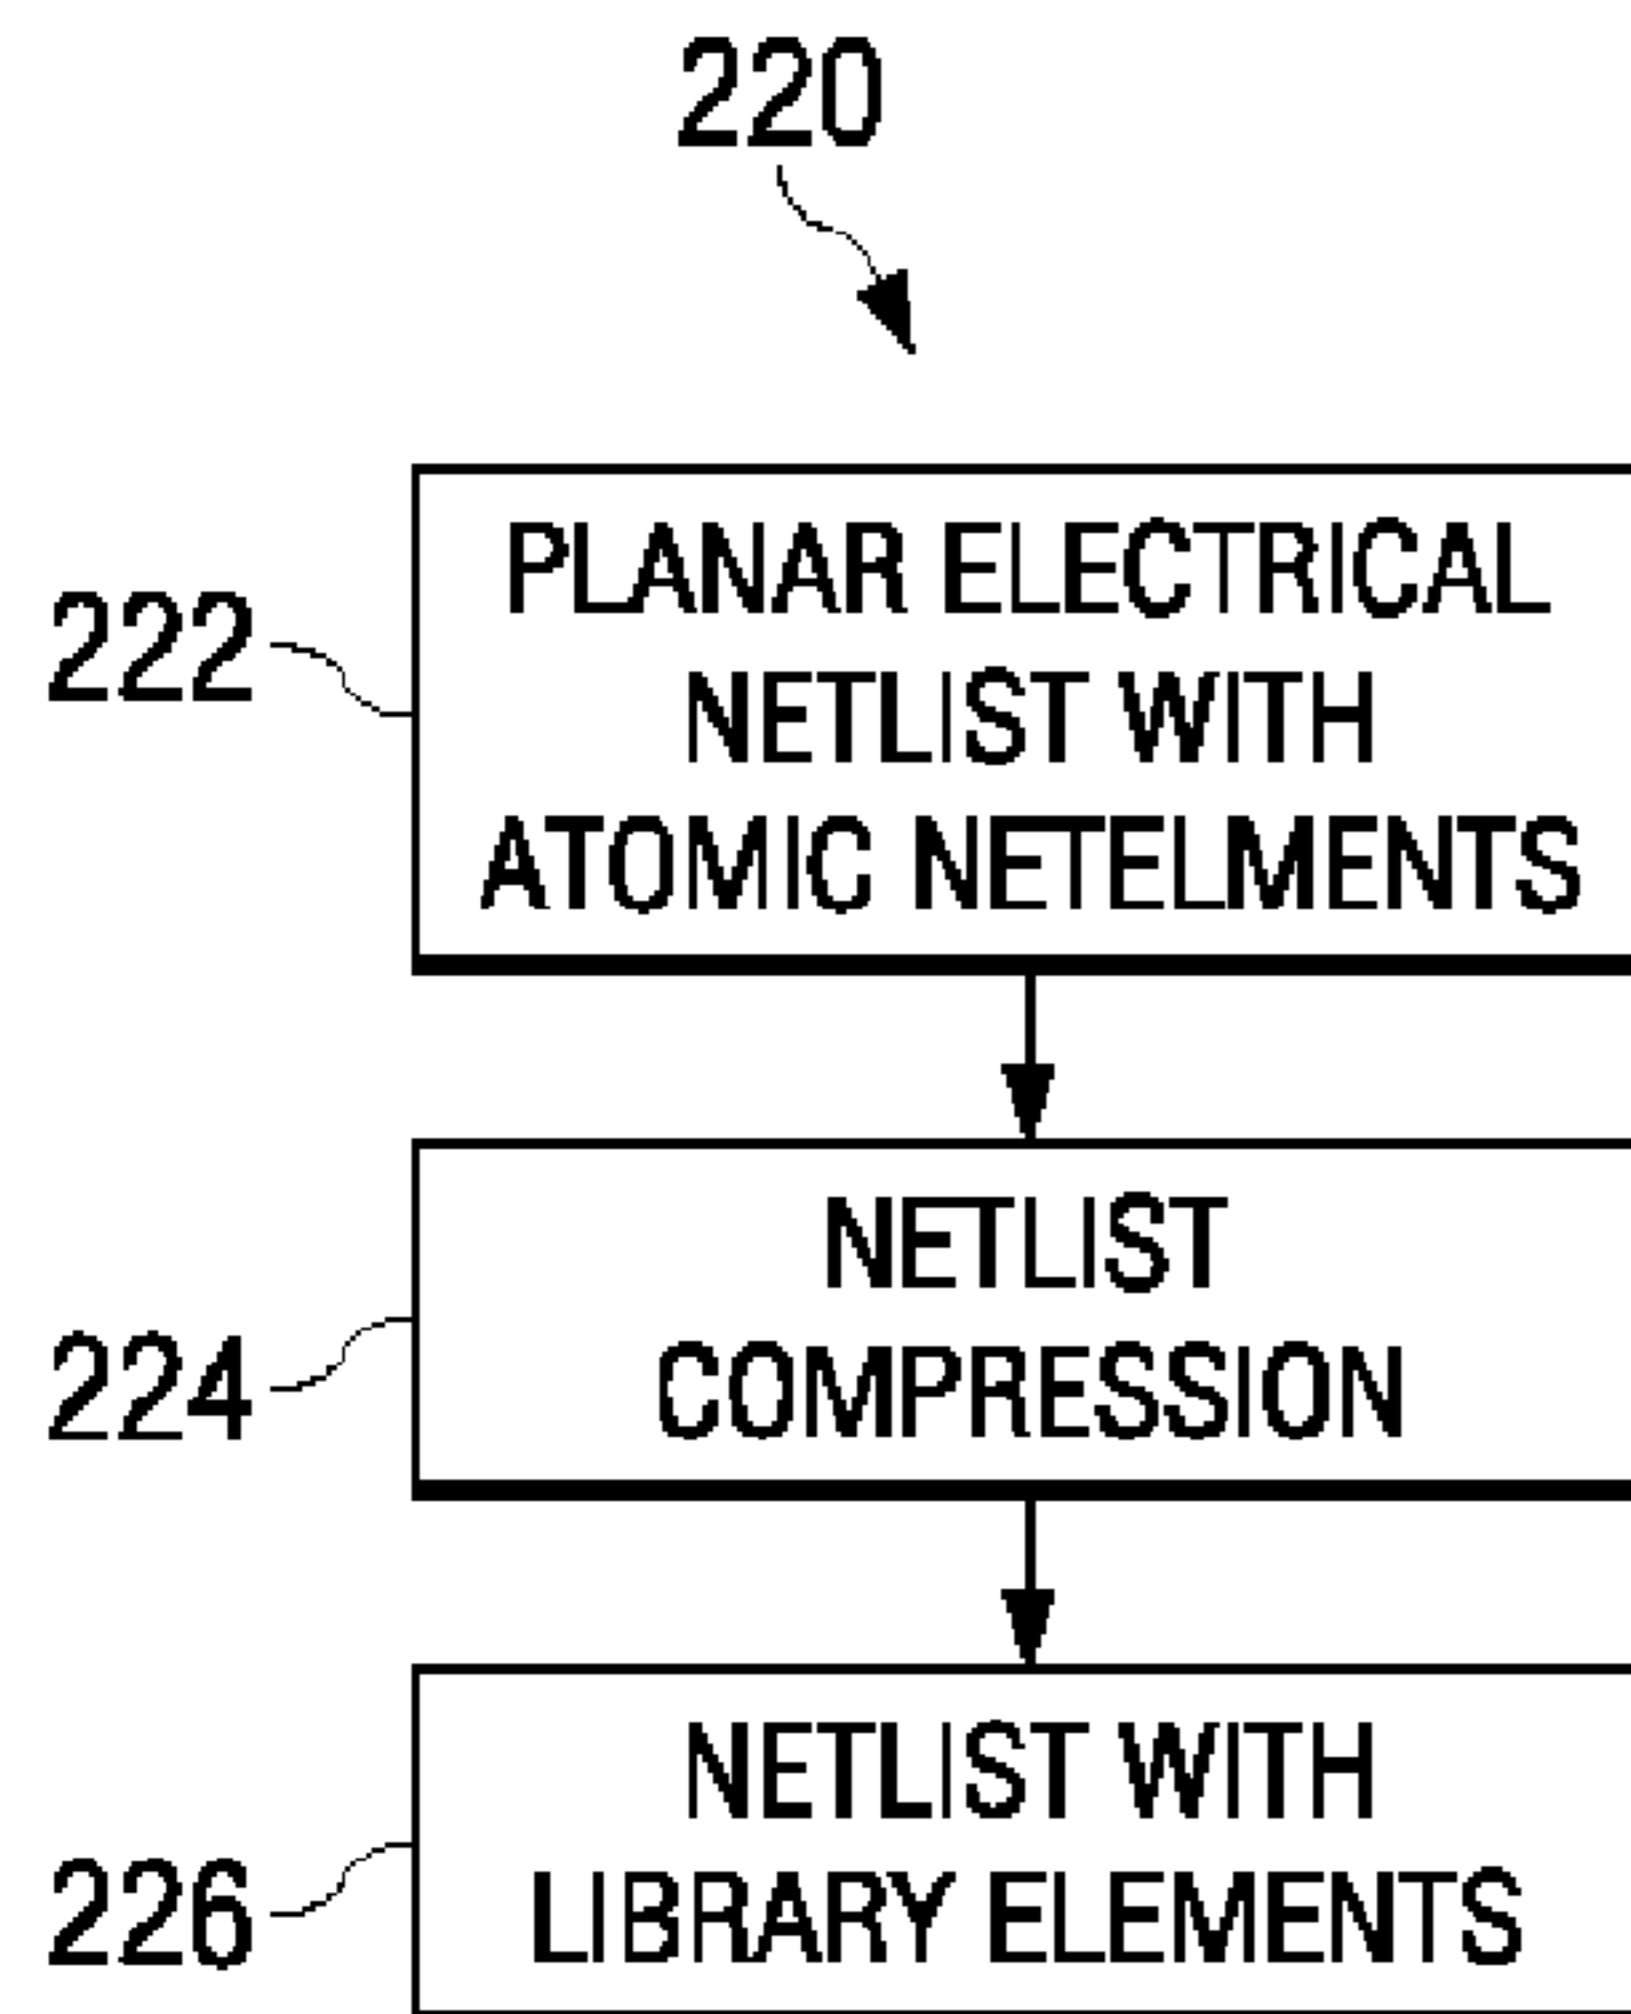 220
222
PLANAR ELECTRICAL
NETLIST WITH
ATOMIC NETELMENTS
224
NETLIST
COMPRESSION
226
NETLIST WITH
LIBRARY ELEMENTS